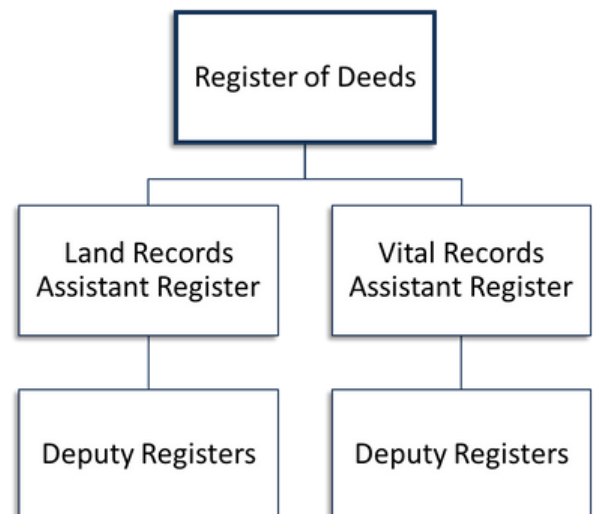 Register of Deeds
Land Records
Assistant Register
Vital Records
Assistant Register
Deputy Registers
Deputy Registers